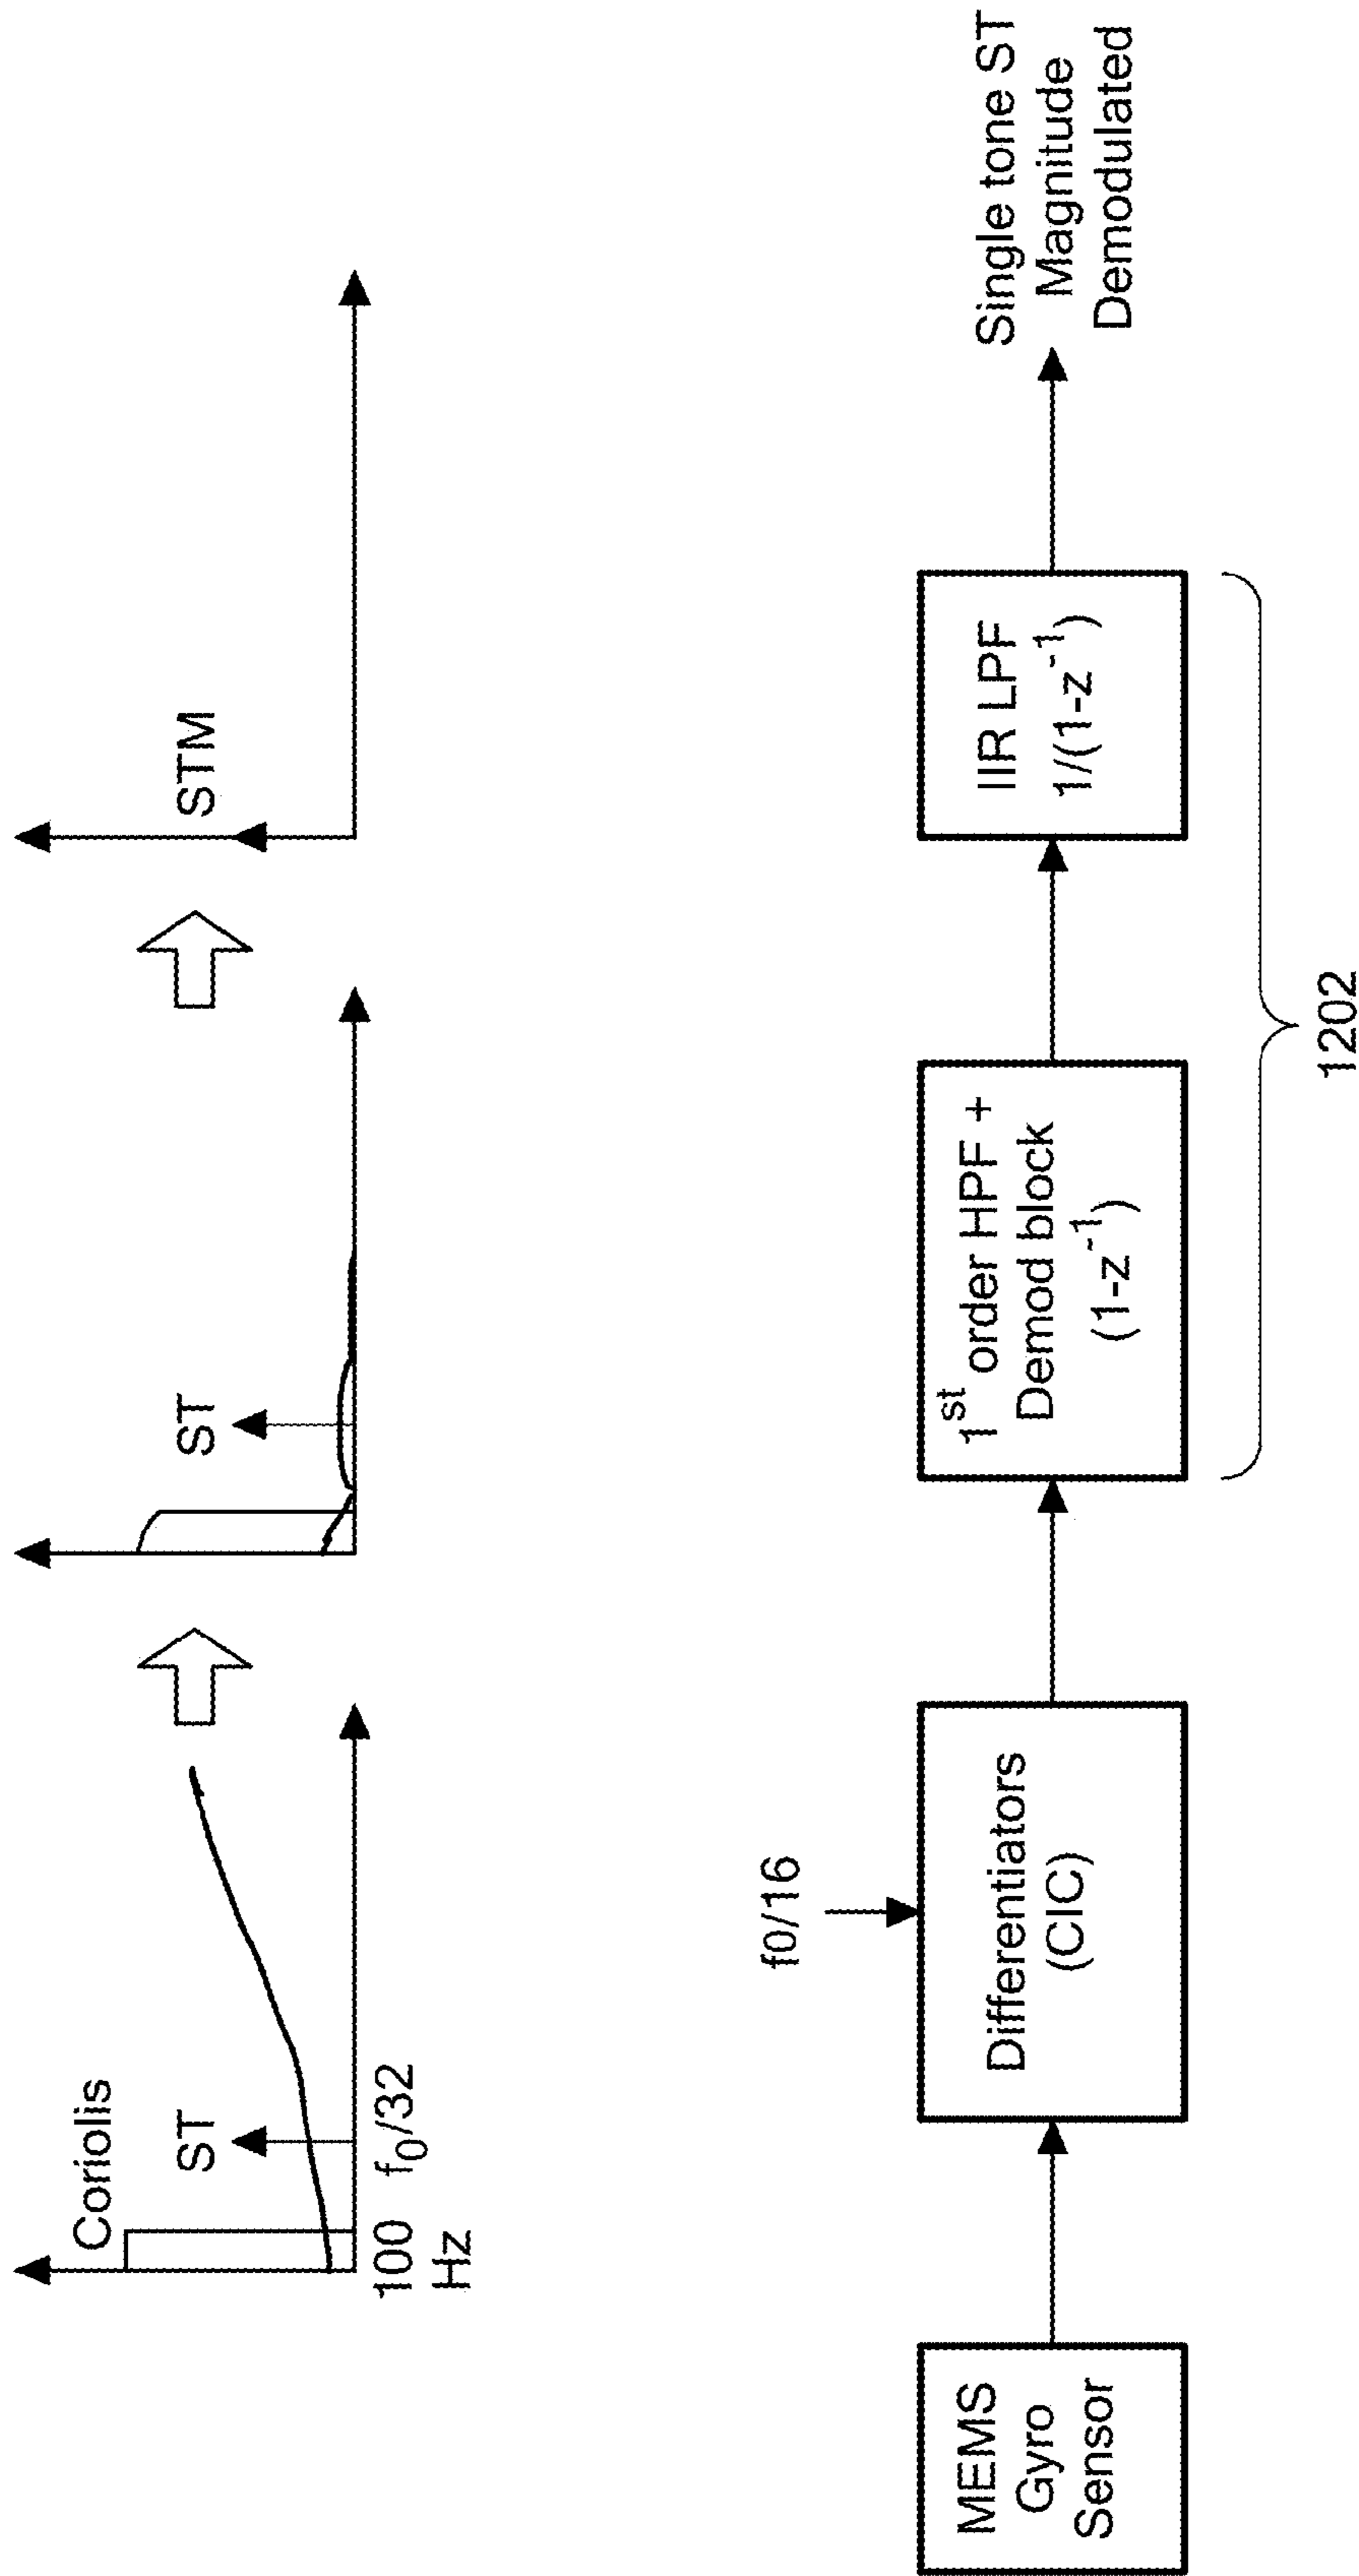 Coriolis
ST
100
Hz
f0/32
ST
STM
f0/16
MEMS
Gyro
Sensor
Differentiators
(CIC)
1st order HPF +
Demod block
(1-z-1)
IIR LPF
1/(1-z-1)
Single tone ST
Magnitude
Demodulated
1202